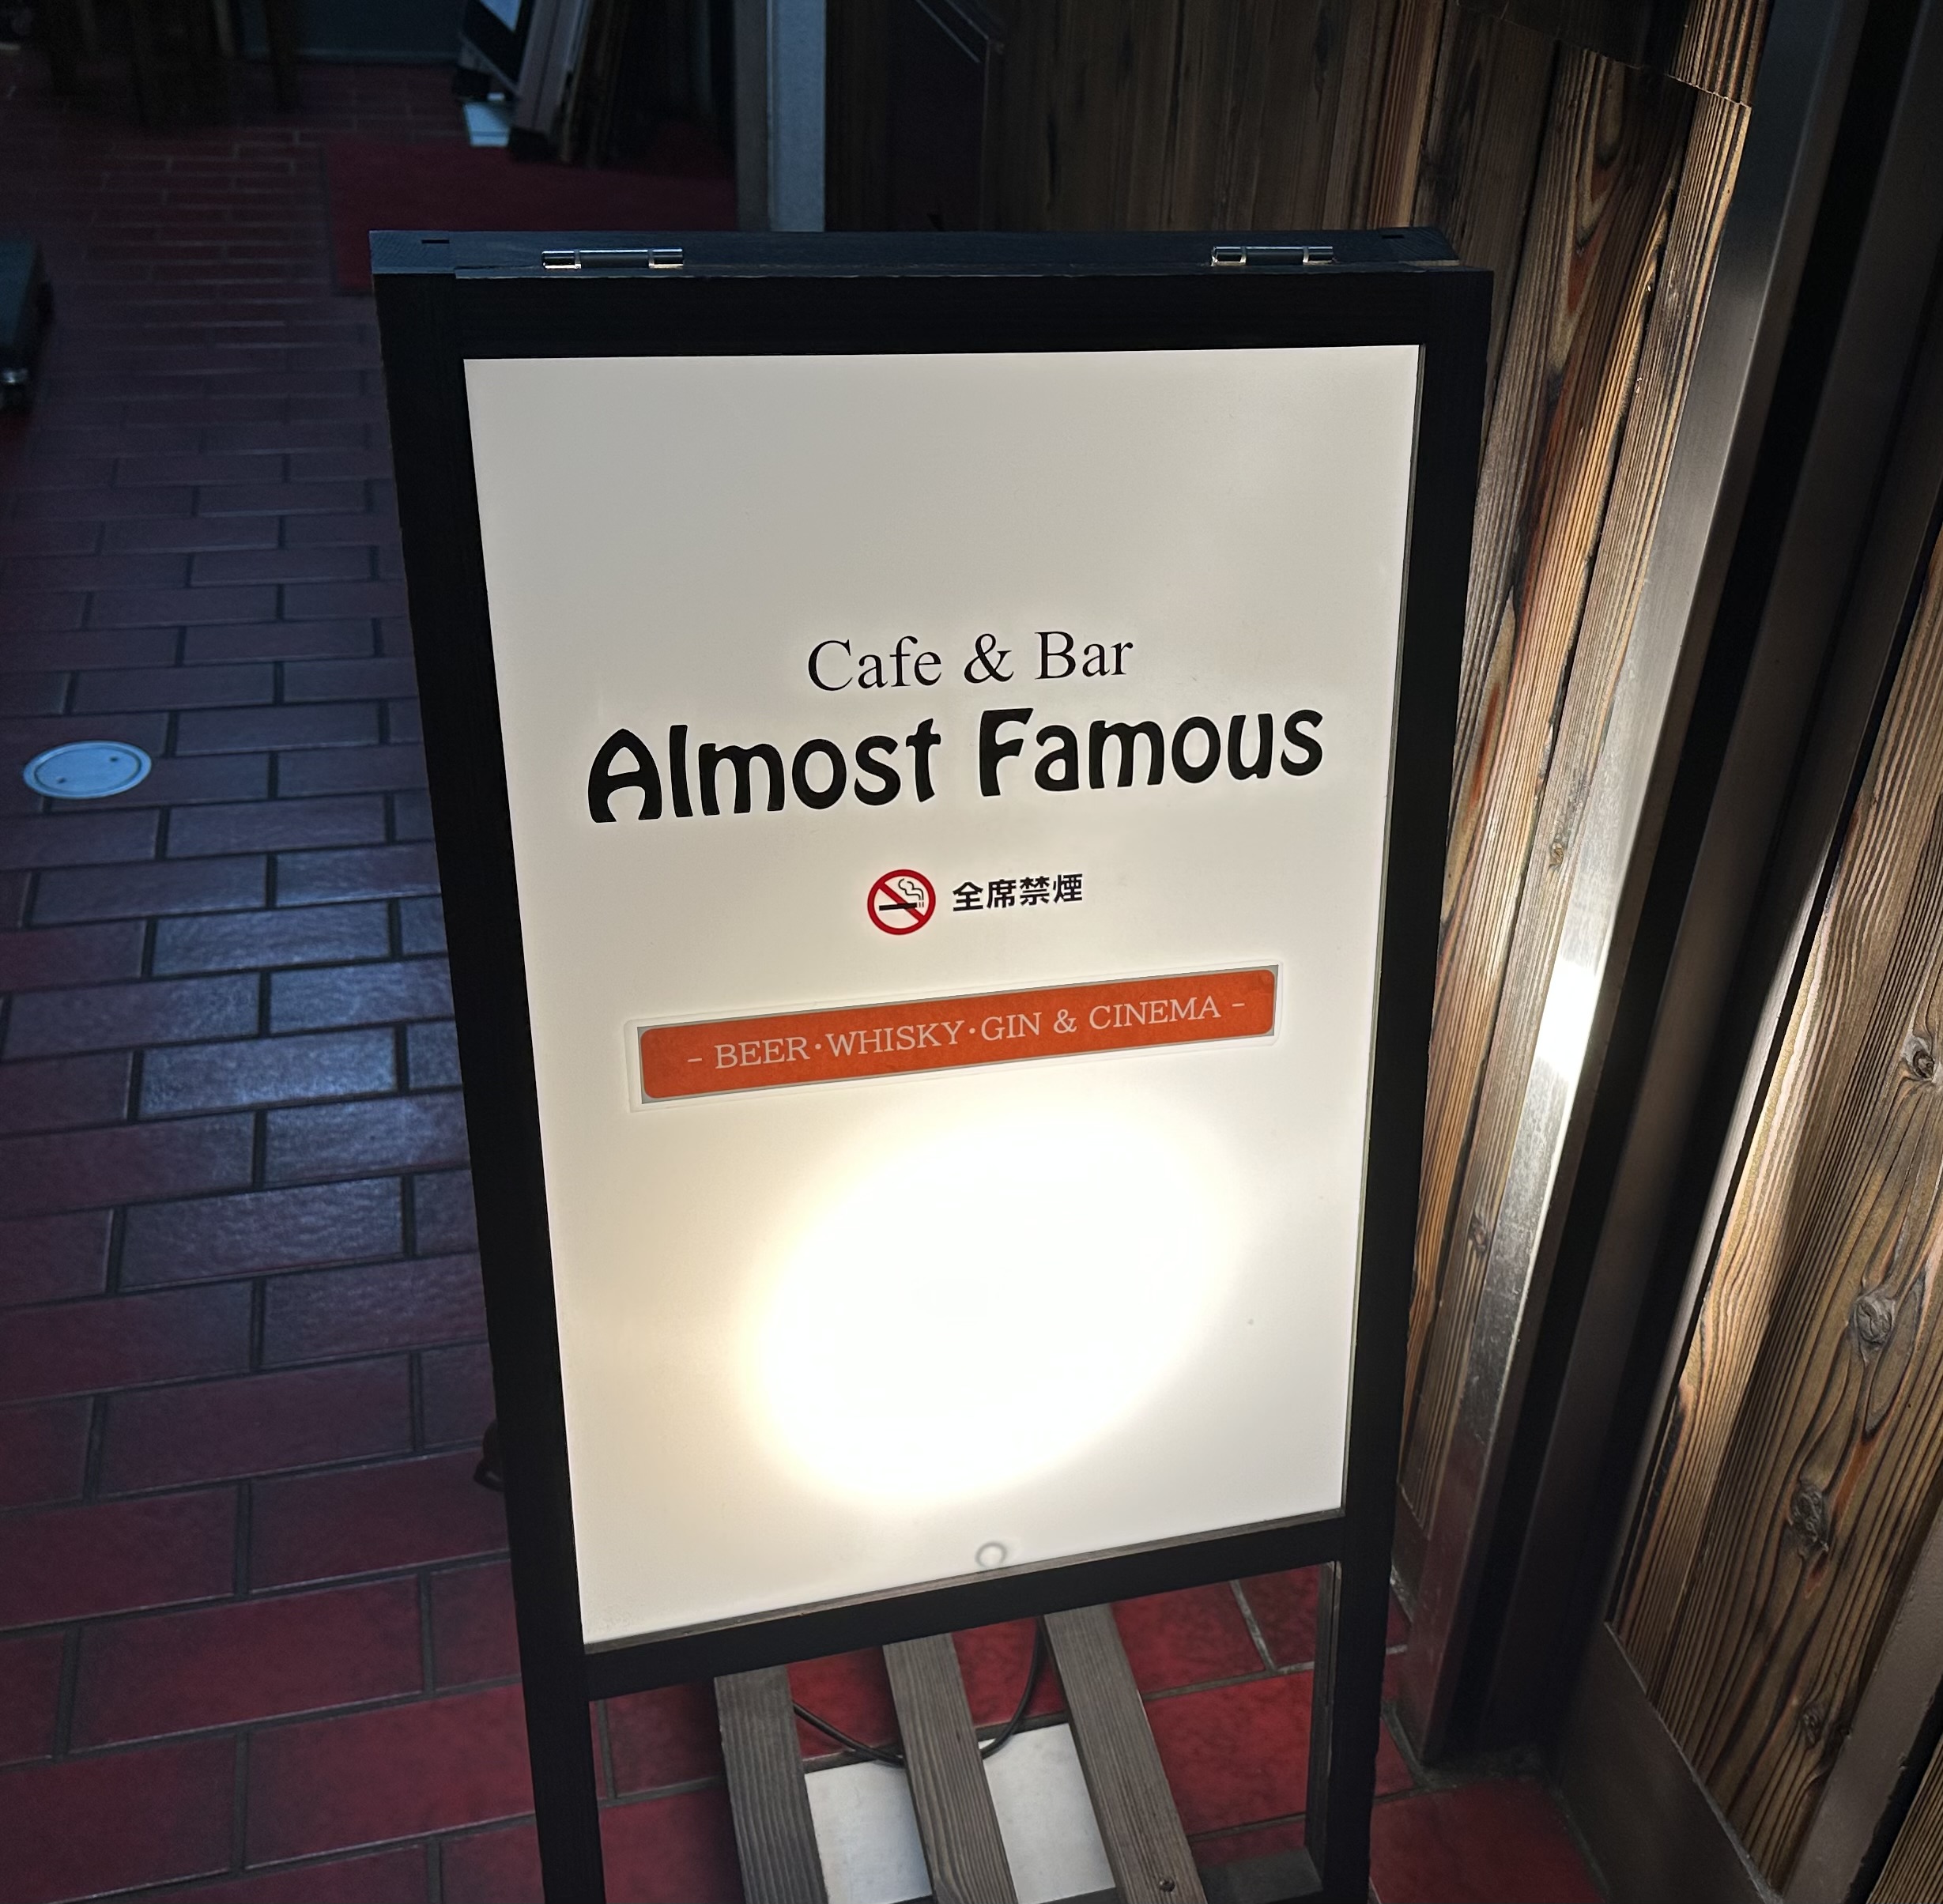 Cafe & Bar
Almost Famous
全席禁煙
- BEER・WHISKY・GIN & CINEMA -